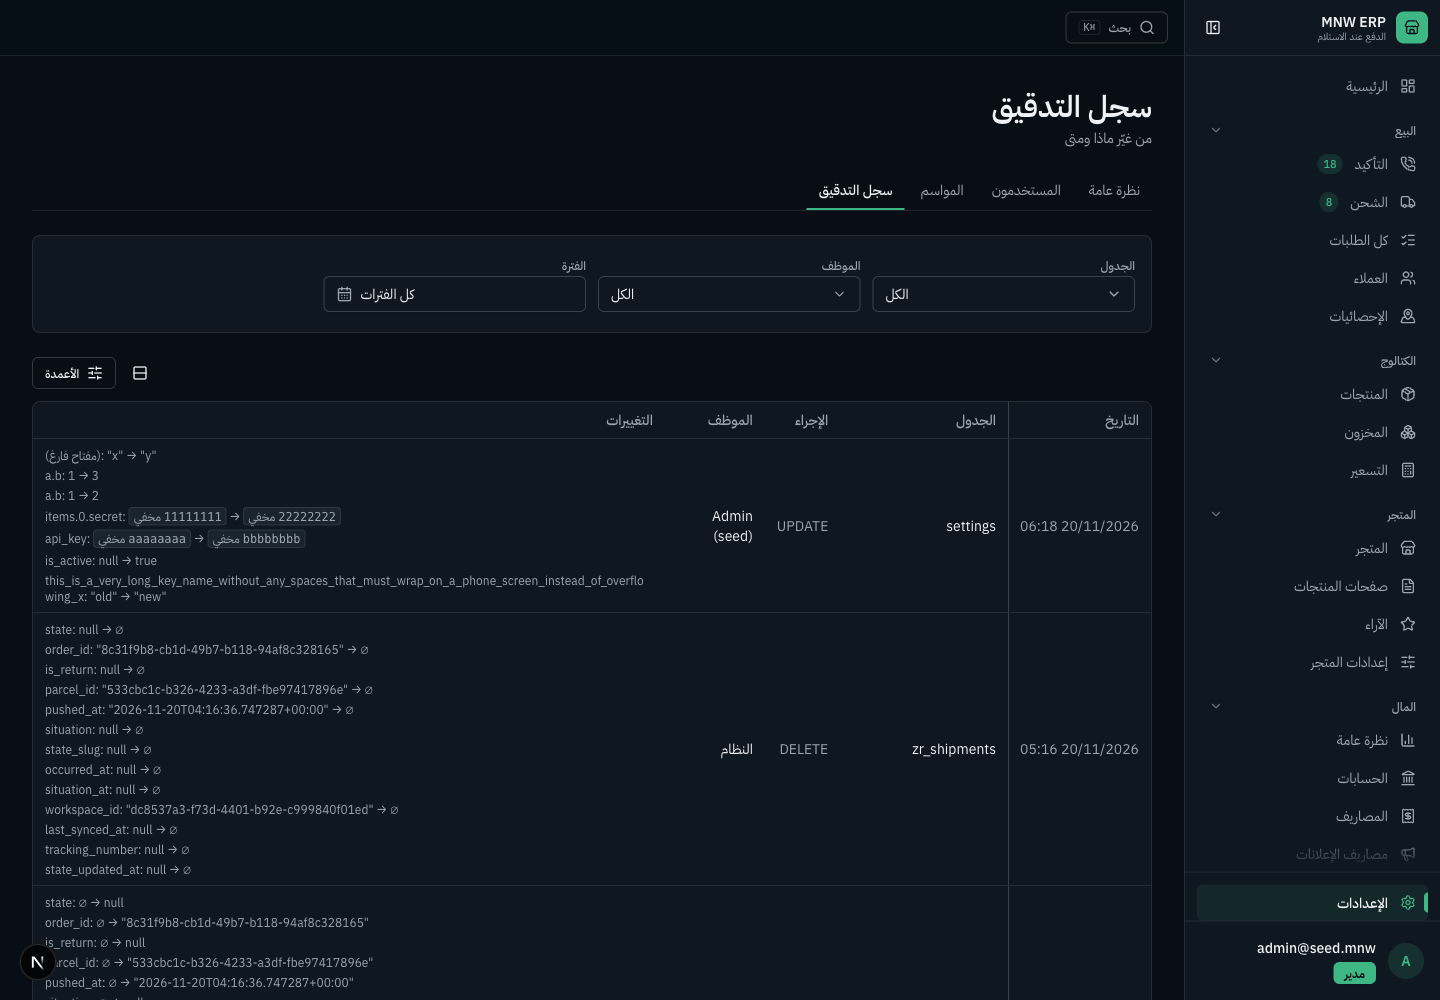 MNW ERP
الدفع عند الاستلام
بحث
K⌘
الرئيسية
البيع
التأكيد 18
الشحن 8
كل الطلبات
العملاء
الإحصائيات
الكتالوج
المنتجات
المخزون
التسعير
المتجر
المتجر
صفحات المنتجات
الآراء
إعدادات المتجر
المال
نظرة عامة
الحسابات
المصاريف
مصاريف الإعلانات
الإعدادات
admin@seed.mnw
مدير
A
سجل التدقيق
من غيّر ماذا ومتى
نظرة عامة
المستخدمون
المواسم
سجل التدقيق
الجدول
الكل
الموظف
الكل
الفترة
كل الفترات
الأعمدة
التاريخ الجدول الإجراء الموظف التغييرات
06:18 20/11/2026
settings
UPDATE
Admin
(seed)
(مفتاح فارغ): "x" → "y"
a.b: 1 → 3
a.b: 1 → 2
items.0.secret: مخفي 11111111 → مخفي 22222222
api_key: مخفي aaaaaaaa → مخفي bbbbbbbb
is_active: null → true
this_is_a_very_long_key_name_without_any_spaces_that_must_wrap_on_a_phone_screen_instead_of_overflo
wing_x: "old" → "new"
05:16 20/11/2026
zr_shipments
DELETE
النظام
state: null → ∅
order_id: "8c31f9b8-cb1d-49b7-b118-94af8c328165" → ∅
is_return: null → ∅
parcel_id: "533cbc1c-b326-4233-a3df-fbe97417896e" → ∅
pushed_at: "2026-11-20T04:16:36.747287+00:00" → ∅
situation: null → ∅
state_slug: null → ∅
occurred_at: null → ∅
situation_at: null → ∅
workspace_id: "dc8537a3-f73d-4401-b92e-c999840f01ed" → ∅
last_synced_at: null → ∅
tracking_number: null → ∅
state_updated_at: null → ∅
state: ∅ → null
order_id: ∅ → "8c31f9b8-cb1d-49b7-b118-94af8c328165"
is_return: ∅ → null
arcel_id: ∅ → "533cbc1c-b326-4233-a3df-fbe97417896e"
pushed_at: ∅ → "2026-11-20T04:16:36.747287+00:00"
N